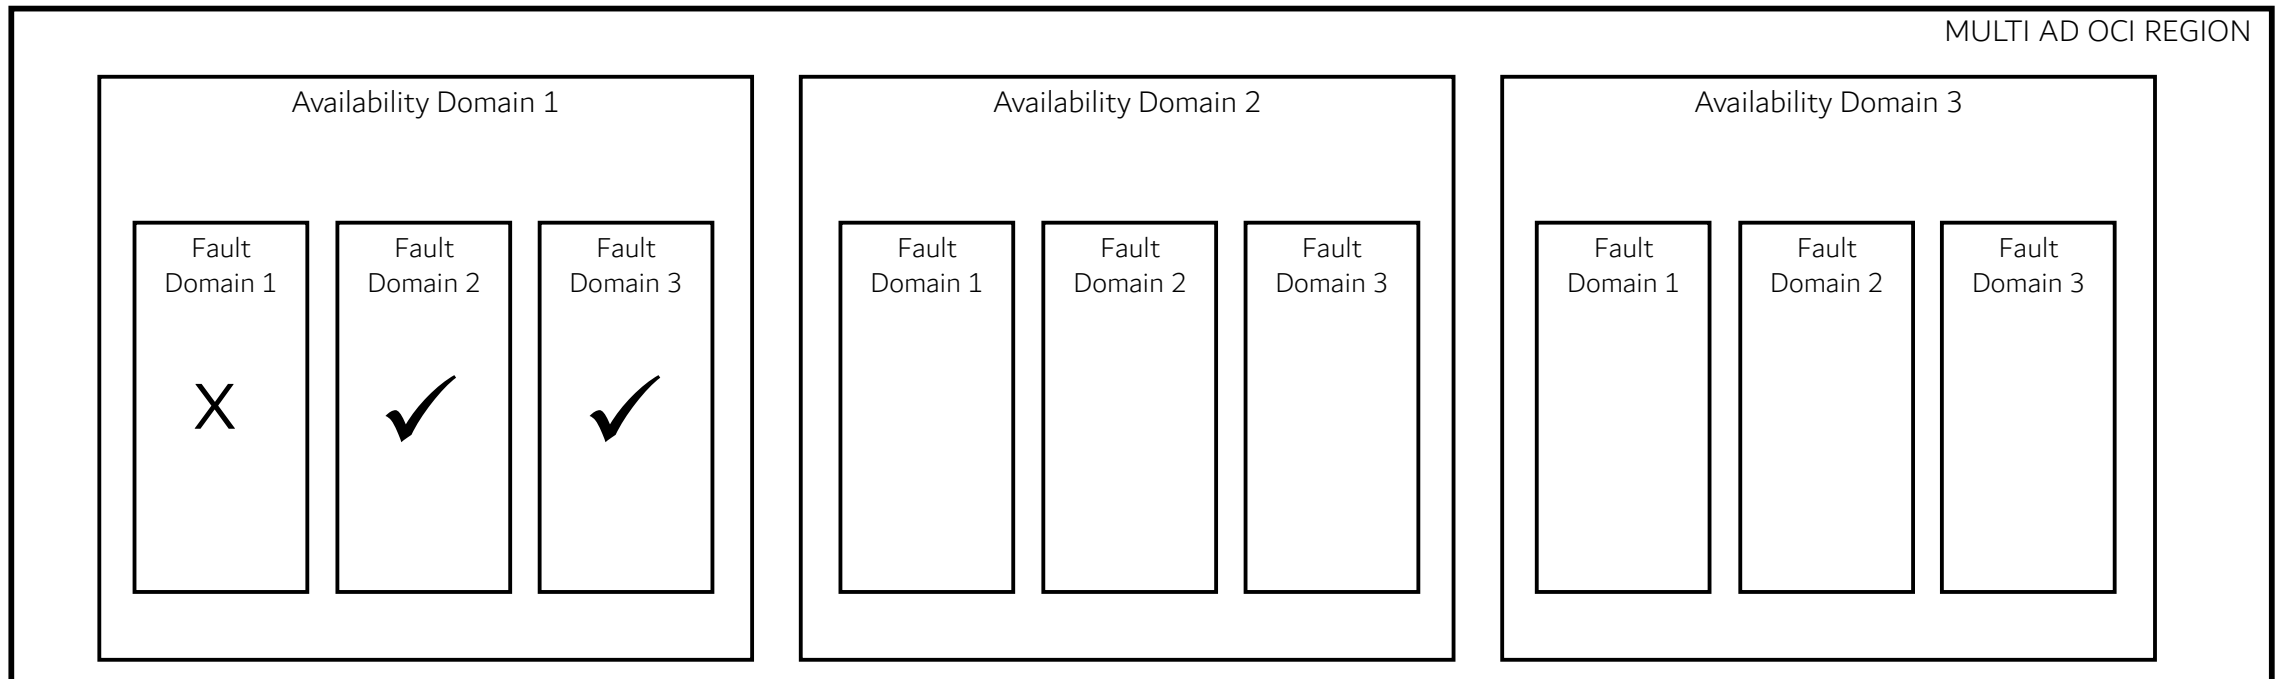 MULTI AD OCI REGION
Availability Domain 1
Availability Domain 2
Availability Domain 3
Fault
Domain 1
Fault
Domain 2
Fault
Domain 3
Fault
Domain 1
Fault
Domain 2
Fault
Domain 3
Fault
Domain 1
Fault
Domain 2
Fault
Domain 3
X
✓
✓